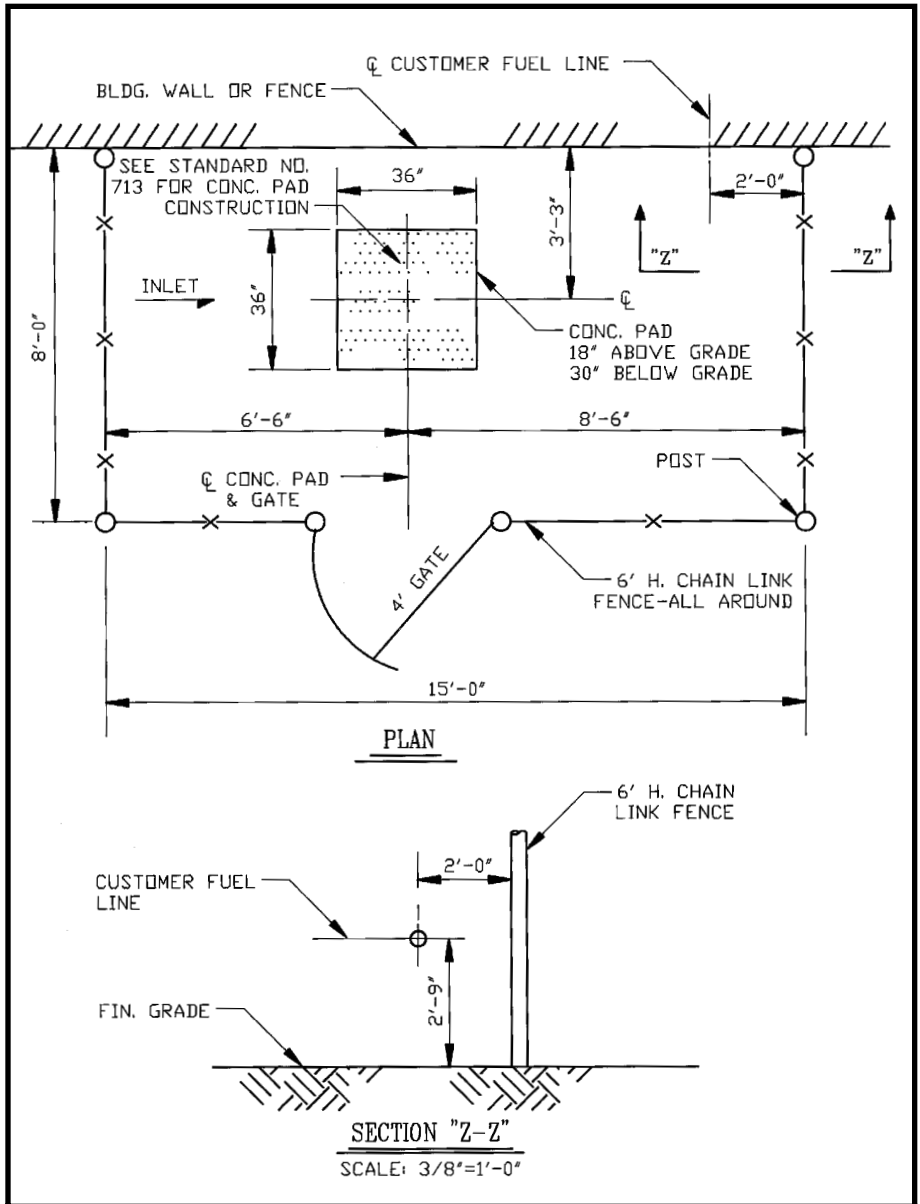 ℄ CUSTOMER FUEL LINE
BLDG. WALL OR FENCE
SEE STANDARD NO.
713 FOR CONC. PAD
CONSTRUCTION
36"
3'-3"
2'-0"
"Z"
"Z"
INLET
36"
℄
8'-0"
CONC. PAD
18" ABOVE GRADE
30" BELOW GRADE
6'-6"
8'-6"
℄ CONC. PAD
& GATE
POST
4' GATE
6' H. CHAIN LINK
FENCE-ALL AROUND
15'-0"
PLAN
6' H. CHAIN
LINK FENCE
2'-0"
CUSTOMER FUEL
LINE
2'-9"
FIN. GRADE
SECTION "Z-Z"
SCALE: 3/8"=1'-0"